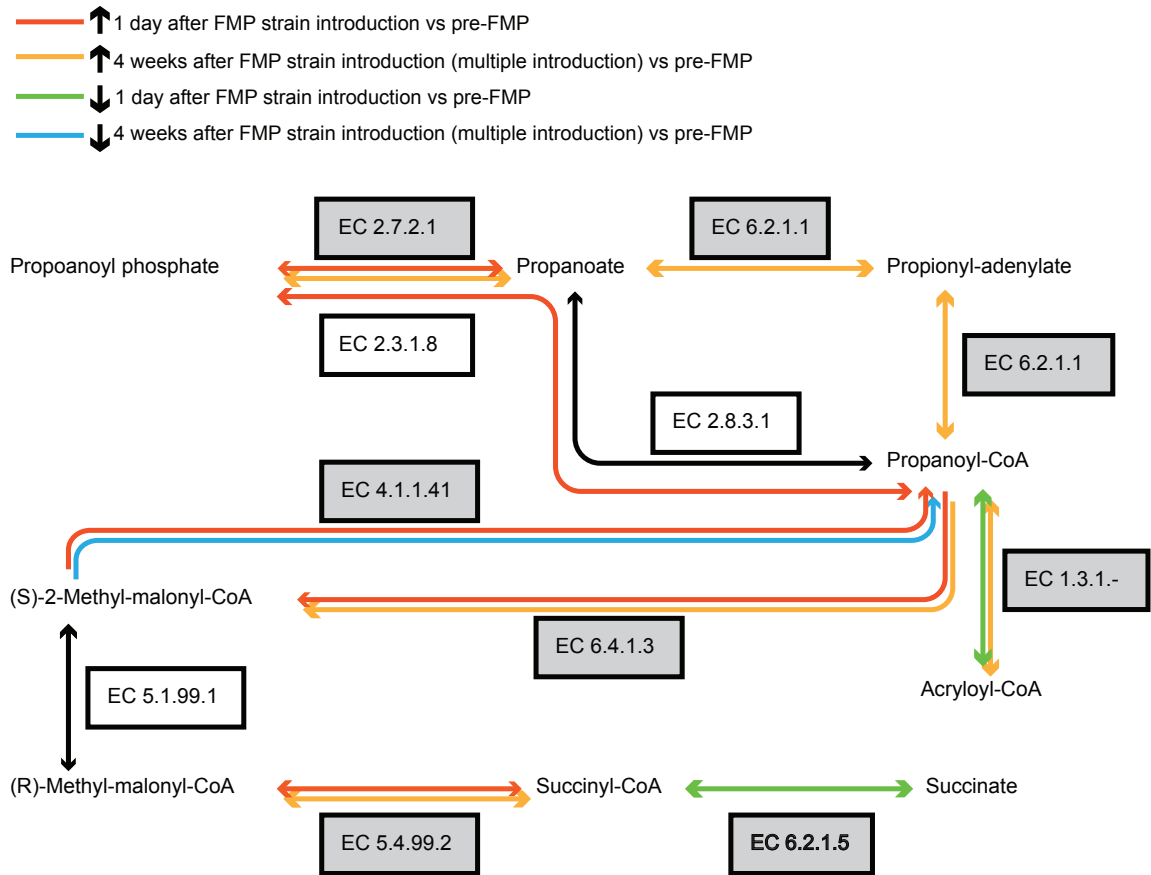 1 day after FMP strain introduction vs pre-FMP
4 weeks after FMP strain introduction (multiple introduction) vs pre-FMP
1 day after FMP strain introduction vs pre-FMP
4 weeks after FMP strain introduction (multiple introduction) vs pre-FMP
EC 2.7.2.1
EC 6.2.1.1
Propoanoyl phosphate
Propanoate
Propionyl-adenylate
EC 2.3.1.8
EC 6.2.1.1
EC 2.8.3.1
Propanoyl-CoA
EC 4.1.1.41
EC 1.3.1.-
(S)-2-Methyl-malonyl-CoA
EC 6.4.1.3
Acryloyl-CoA
EC 5.1.99.1
(R)-Methyl-malonyl-CoA
Succinyl-CoA
Succinate
EC 5.4.99.2
EC 6.2.1.5